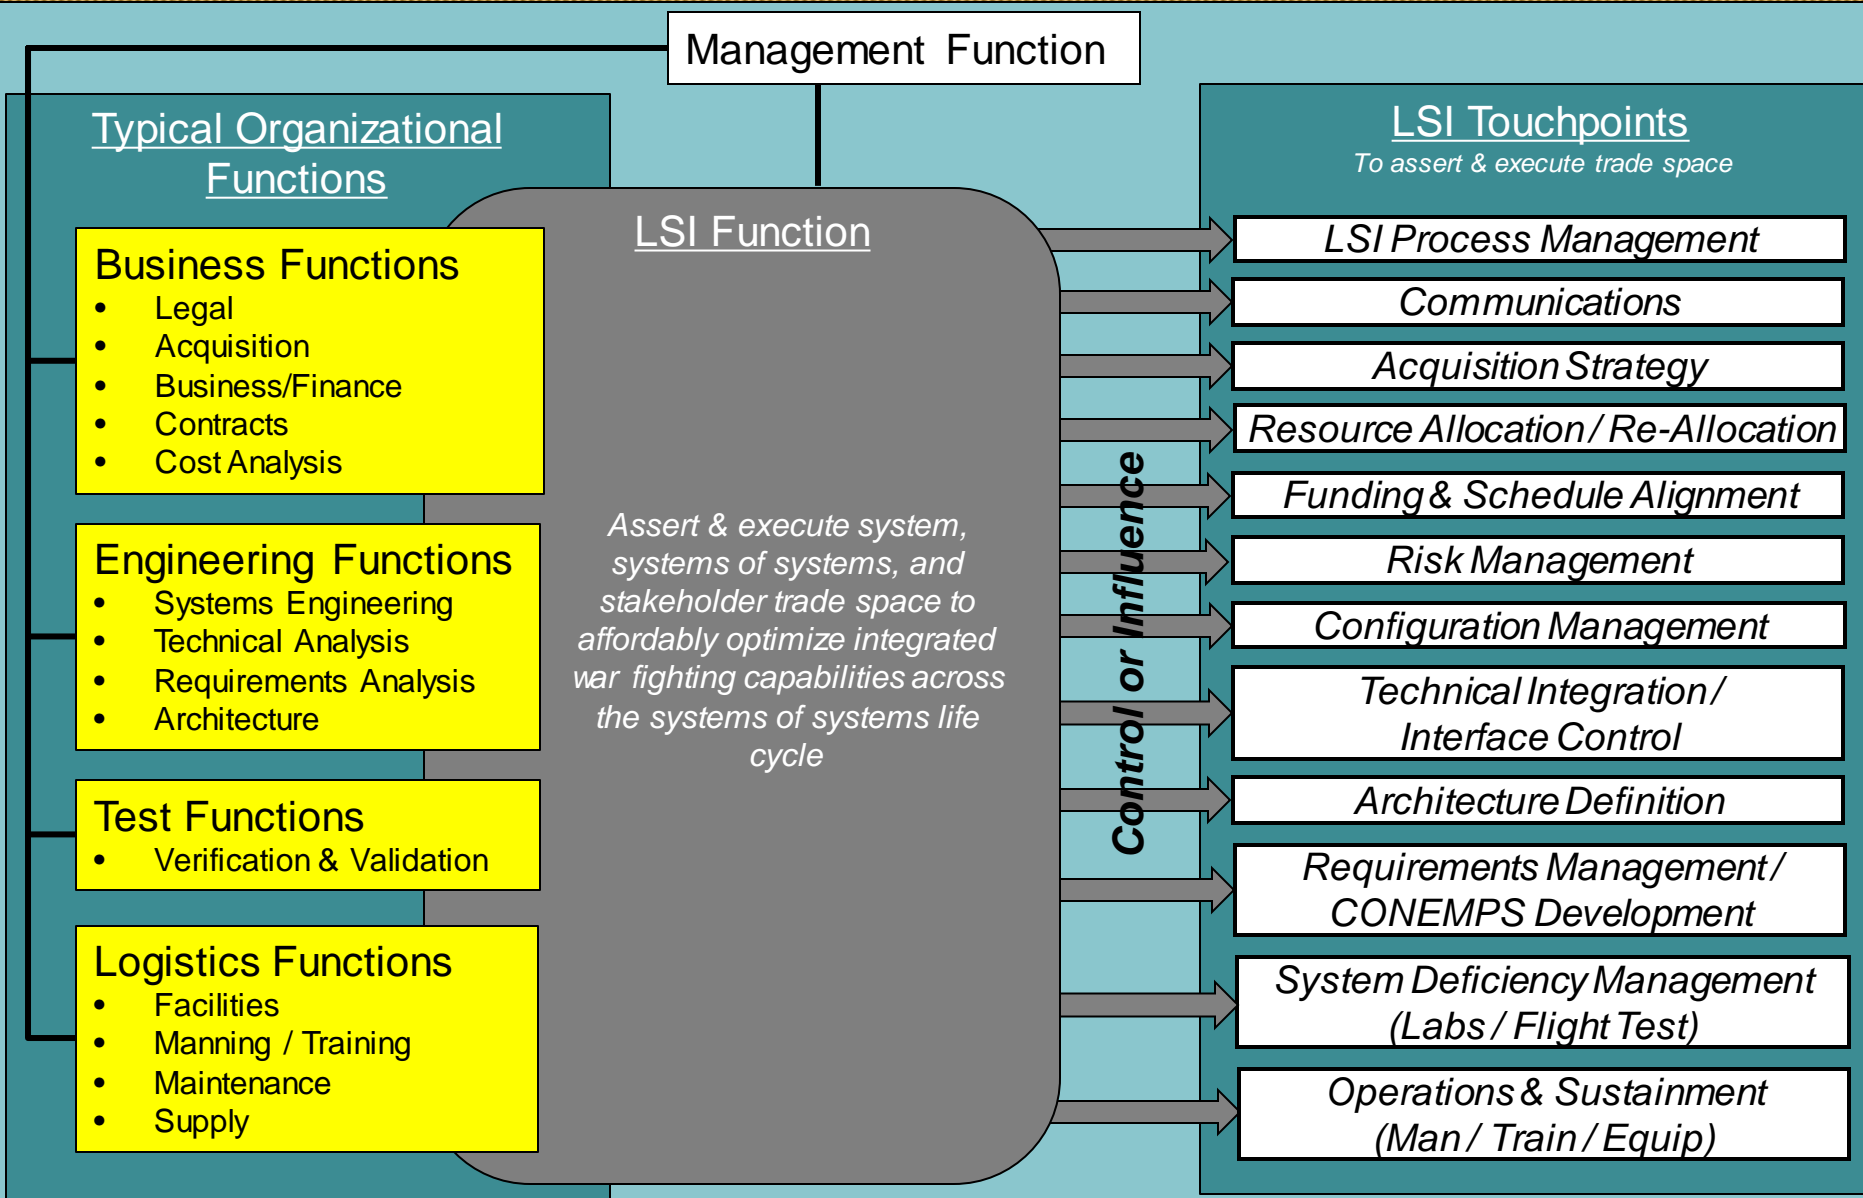 Management Function
Typical Organizational
Functions
Business Functions
• Legal
• Acquisition
• Business/Finance
• Contracts
• Cost Analysis
Engineering Functions
• Systems Engineering
• Technical Analysis
• Requirements Analysis
• Architecture
Test Functions
• Verification & Validation
Logistics Functions
• Facilities
• Manning / Training
• Maintenance
• Supply
LSI Function
Assert & execute system,
systems of systems, and
stakeholder trade space to
affordably optimize integrated
war fighting capabilities across
the systems of systems life
cycle
Control or Influence
LSI Touchpoints
To assert & execute trade space
LSI Process Management
Communications
Acquisition Strategy
Resource Allocation / Re-Allocation
Funding & Schedule Alignment
Risk Management
Configuration Management
Technical Integration /
Interface Control
Architecture Definition
Requirements Management /
CONEMPS Development
System Deficiency Management
(Labs / Flight Test)
Operations & Sustainment
(Man / Train / Equip)